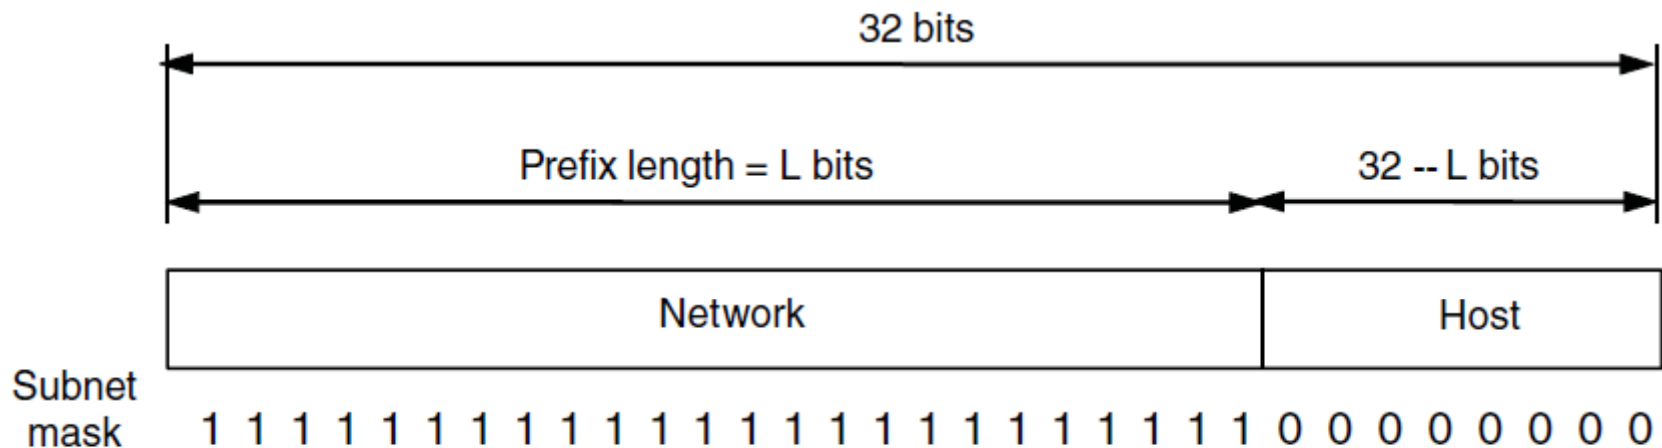 32 bits
Prefix length = L bits 32 -- L bits
Network Host
Subnet
mask 1 1 1 1 1 1 1 1 1 1 1 1 1 1 1 1 1 1 1 1 1 1 1 1 0 0 0 0 0 0 0 0